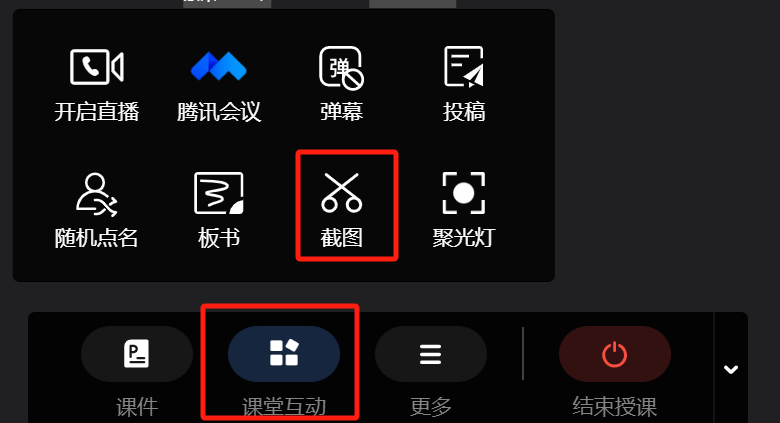 开启直播 腾讯会议 弹幕 投稿
随机点名 板书 截图 聚光灯
课件 课堂互动 更多 结束授课